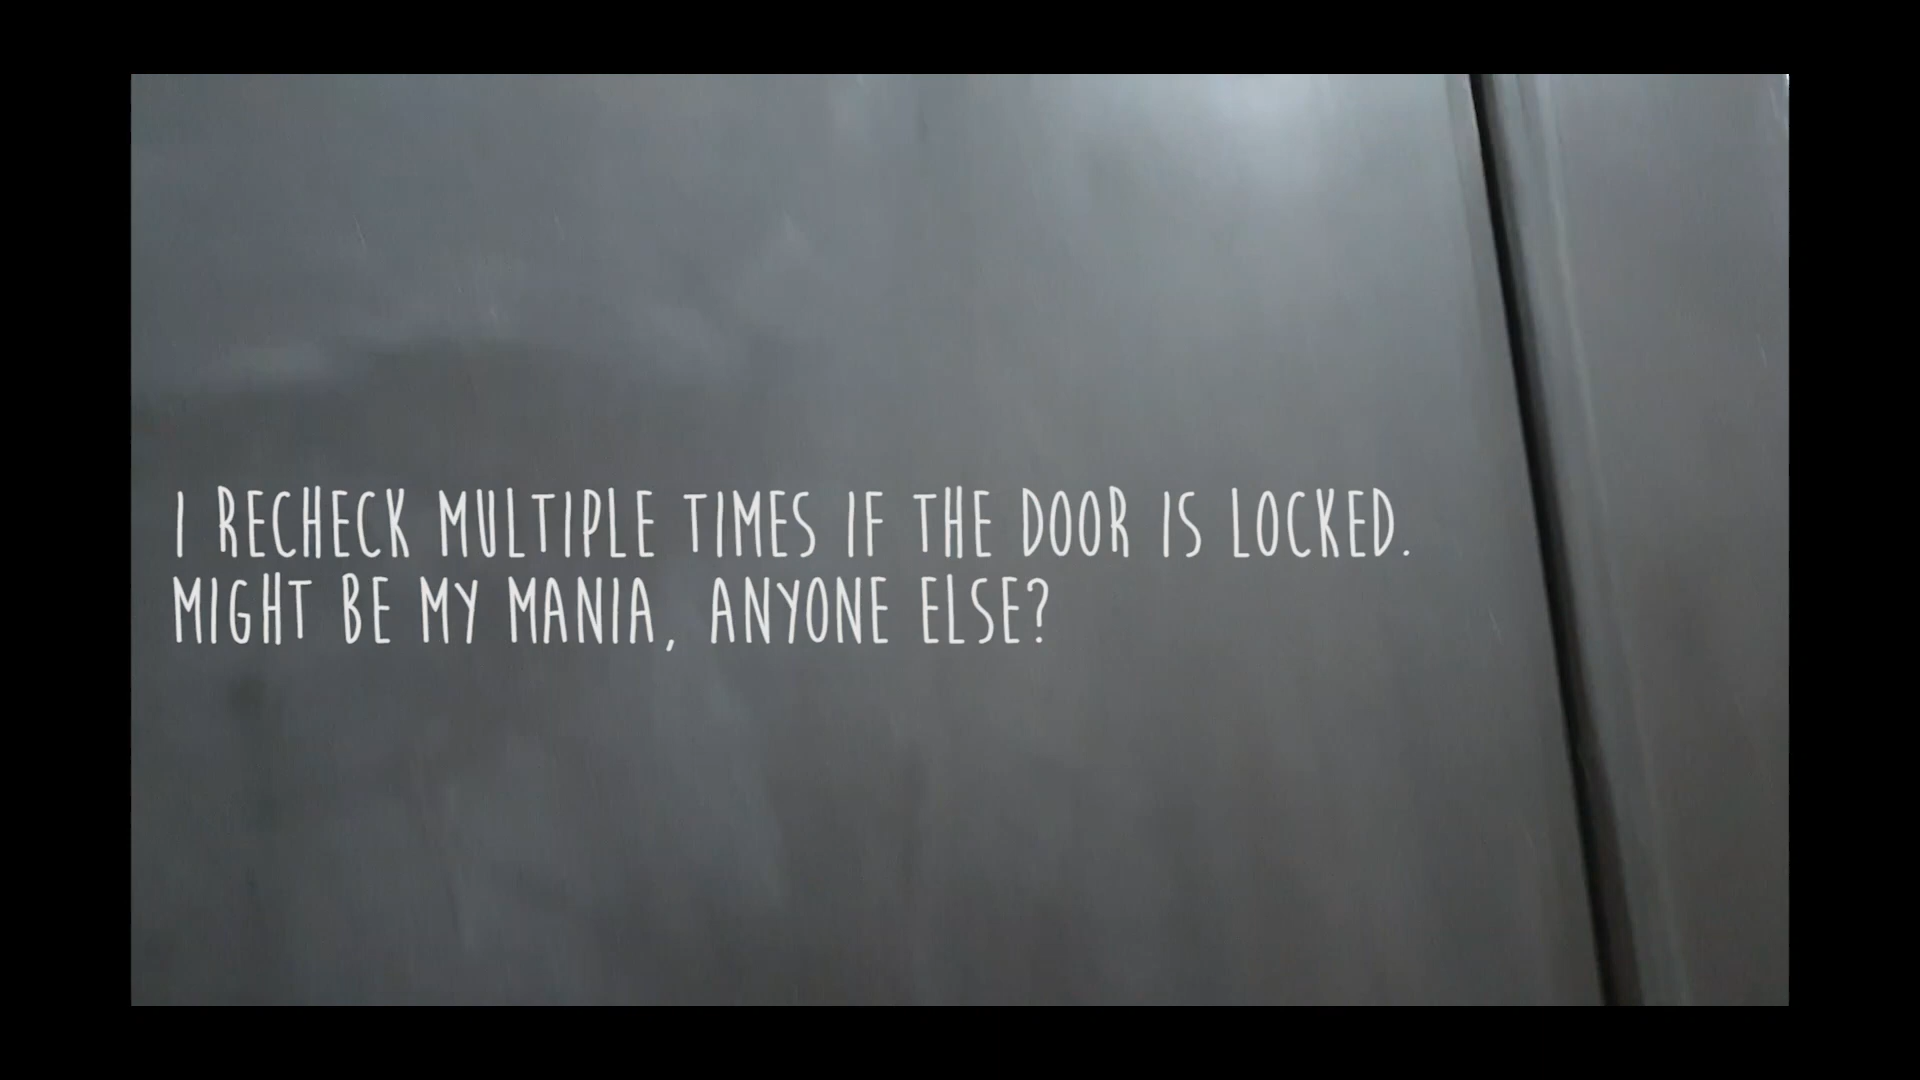 I RECHECK MULTIPLE TIMES IF THE DOOR IS LOCKED.
MIGHT BE MY MANIA, ANYONE ELSE?